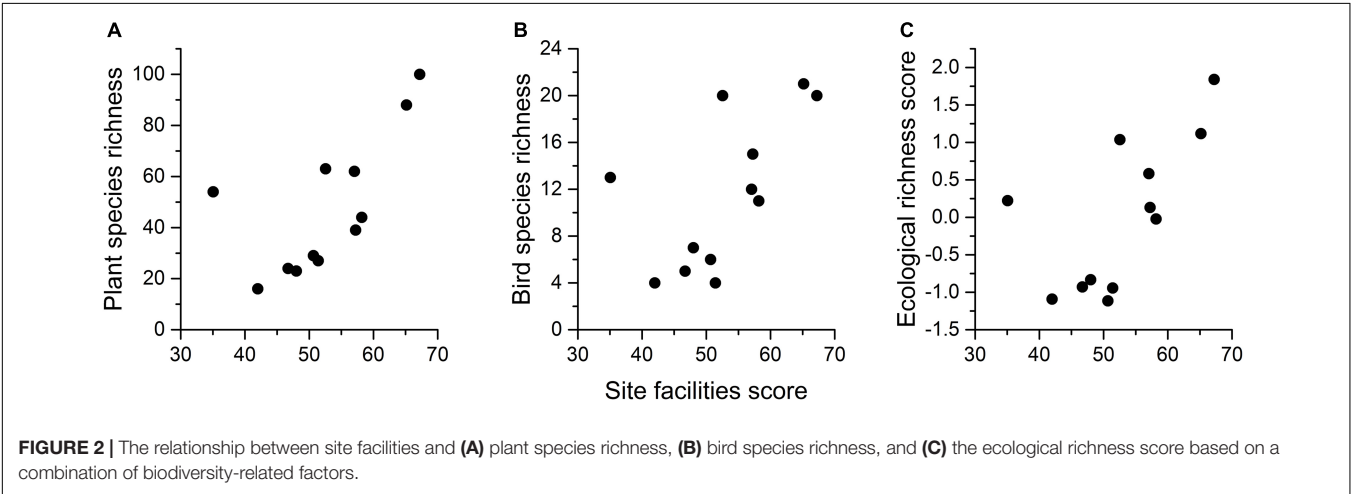 A
B
C
Plant species richness
100
80
60
40
20
0
30 40 50 60 70
Bird species richness
24
20
16
12
8
4
0
30 40 50 60 70
Ecological richness score
2.0
1.5
1.0
0.5
0.0
-0.5
-1.0
-1.5
30 40 50 60 70
Site facilities score
FIGURE 2 | The relationship between site facilities and (A) plant species richness, (B) bird species richness, and (C) the ecological richness score based on a
combination of biodiversity-related factors.